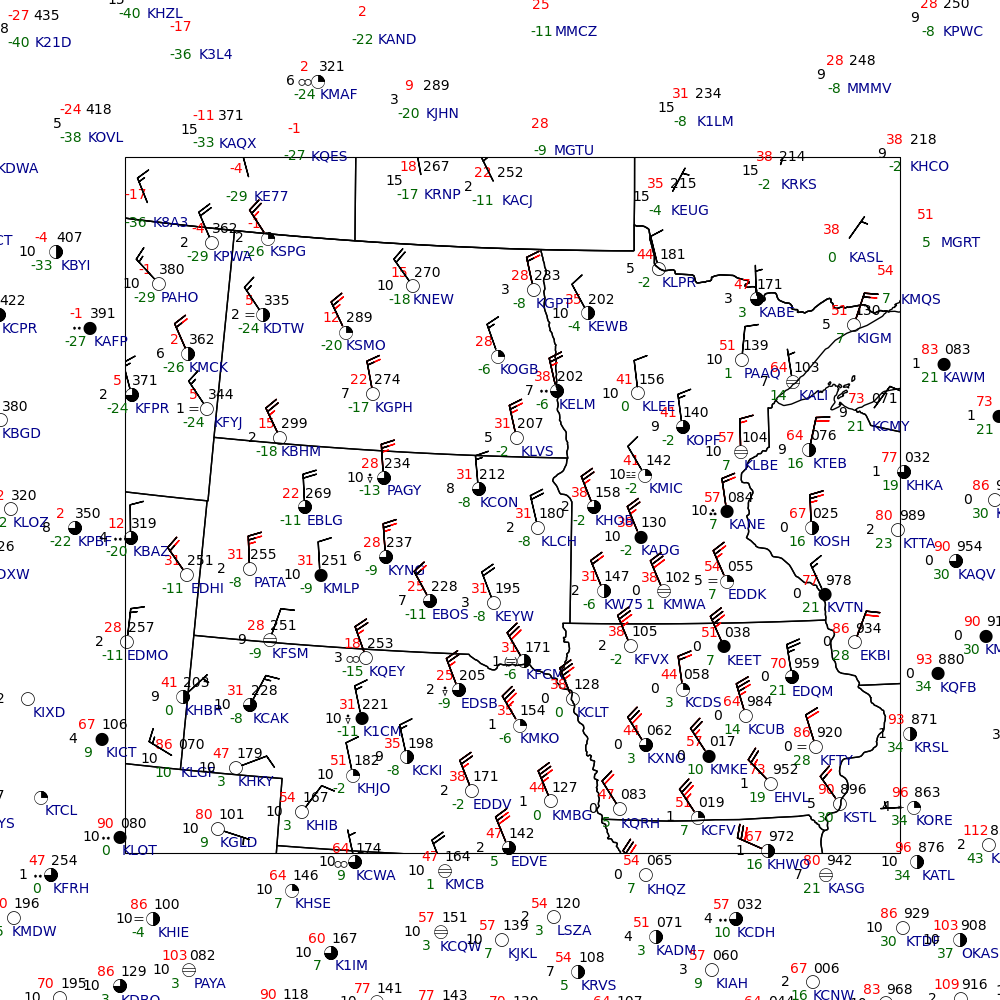 -27 435
-40 KHZL
8
-40 K21D
-17
-36 K3L4
2
-22 KAND
25
-11 MMCZ
28 250
9
-8 KPWC
2 321
6
-24 KMAF
9 289
3
-20 KJHN
28 248
9
-8 MMMV
31 234
15
-8 K1LM
-24 418
5
-38 KOVL
-11 371
15
-33 KAQX
-1
-27 KQES
28
-9 MGTU
38 218
9
-2 KHCO
KDWA
-17
-36 K8A3
-4
-29 KE77
18 267
15
-17 KRNP
22 252
2
-11 KACJ
35 215
15
-4 KEUG
38 214
15
-2 KRKS
51
5 MGRT
38
0 KASL
-4 407
10
-33 KBYI
-4 362
2
-29 KPWA
2
-26 KSPG
-1 380
10
-29 PAHO
15 270
10
-18 KNEW
28 233
3
-8 KGPT
44 181
5
-2 KLPR
47 171
3
3 KABE
54
7 KMQS
422
KCPR
-1 391
-27 KAFP
5 335
2
-24 KDTW
12 289
-20 KSMO
35 202
10
-4 KEWB
51 130
5
7 KIGM
2 362
6
-26 KMCK
28
-6 KOGB
51 139
10
1 PAAQ
64 103
7
14 KALI
83 083
1
21 KAWM
5 371
2
-24 KFPR
5 344
1
-24 KFYJ
22 274
7
-17 KGPH
38 202
7
-6 KELM
41 156
10
0 KLEE
73 071
9
21 KCMY
73
1
21
380
KBGD
15 299
2
-18 KBHM
31 207
5
-2 KLVS
41 140
9
-2 KOPF
57 104
10
7 KLBE
64 076
9
16 KTEB
28 234
10
-13 PAGY
31 212
8
-8 KCON
41 142
10
-2 KMIC
77 032
1
19 KHKA
320
KLOZ
2 350
8
-22 KPBF
12 319
4
-20 KBAZ
22 269
-11 EBLG
31 180
2
-8 KLCH
38 158
2
-2 KHOB
57 084
10
7 KANE
67 025
0
16 KOSH
80 989
2
23 KTTA
130
10
-2 KADG
31 251
-11 EDHI
31 255
2
-8 PATA
31 251
10
-9 KMLP
28 237
6
-9 KYNG
90 954
0
30 KAQV
25 228
7
-11 EBOS
31 195
3
-8 KEYW
31 147
2
-6 KW75
38 102
0
1 KMWA
54 055
5
7 EDDK
77 978
0
21 KVTN
28 257
2
-11 EDMO
28 251
9
-9 KFSM
18 253
3
-15 KQEY
31 171
1
-6 KFCM
38 105
2
-2 KFVX
51 038
0
7 KEET
86 934
0
28 EKBI
90
0
30
KIXD
41 203
9
0 KHBR
31 228
10
-8 KCAK
25 205
2
-9 EDSB
128
0
0 KCLT
44 058
0
3 KCDS
70 959
0
21 EDQM
93 880
0
34 KQFB
67 106
4
9 KICT
31 221
10
-11 K1CM
35 154
1
-6 KMKO
64 984
0
14 KCUB
93 871
1
34 KRSL
86 070
10
10 KLGF
47 179
10
3 KHKY
35 198
9
-8 KCKI
44 062
0
3 KXNO
57 017
0
10 KMKE
86 920
0
28 KFTY
51 182
10
-2 KHJO
38 171
2
-2 EDDV
73 952
19 EHVL
KTCL
54 167
10
3 KHIB
44 127
1
0 KMBG
47 083
0
5 KQRH
51 019
1
7 KCFV
90 896
5
30 KSTL
96 863
34 KORE
90 080
10
0 KLOT
80 101
10
9 KGLD
64 174
10
9 KCWA
47 142
2
5 EDVE
67 972
1
KHWO
112
2
43
47 254
1
0 KFRH
47 164
10
1 KMCB
54 065
7 KHQZ
80 942
7
21 KASG
96 876
10
34 KATL
196
KMDW
86 100
10
-4 KHIE
64 146
10
7 KHSE
57 151
10
3 KCQW
57 139
10
7 KJKL
54 120
2
3 LSZA
51 071
4
3 KADM
57 032
4
10 KCDH
86 929
10
30 KTDF
103 908
37 OKAS
103 082
10
3 PAYA
60 167
10
7 K1IM
54 108
7
5 KRVS
57 060
3
9 KIAH
67 006
2
16 KCNW
70 195
86 129
10
3 KDRO
90 118
77 141
10
77 143
83 968
109 916